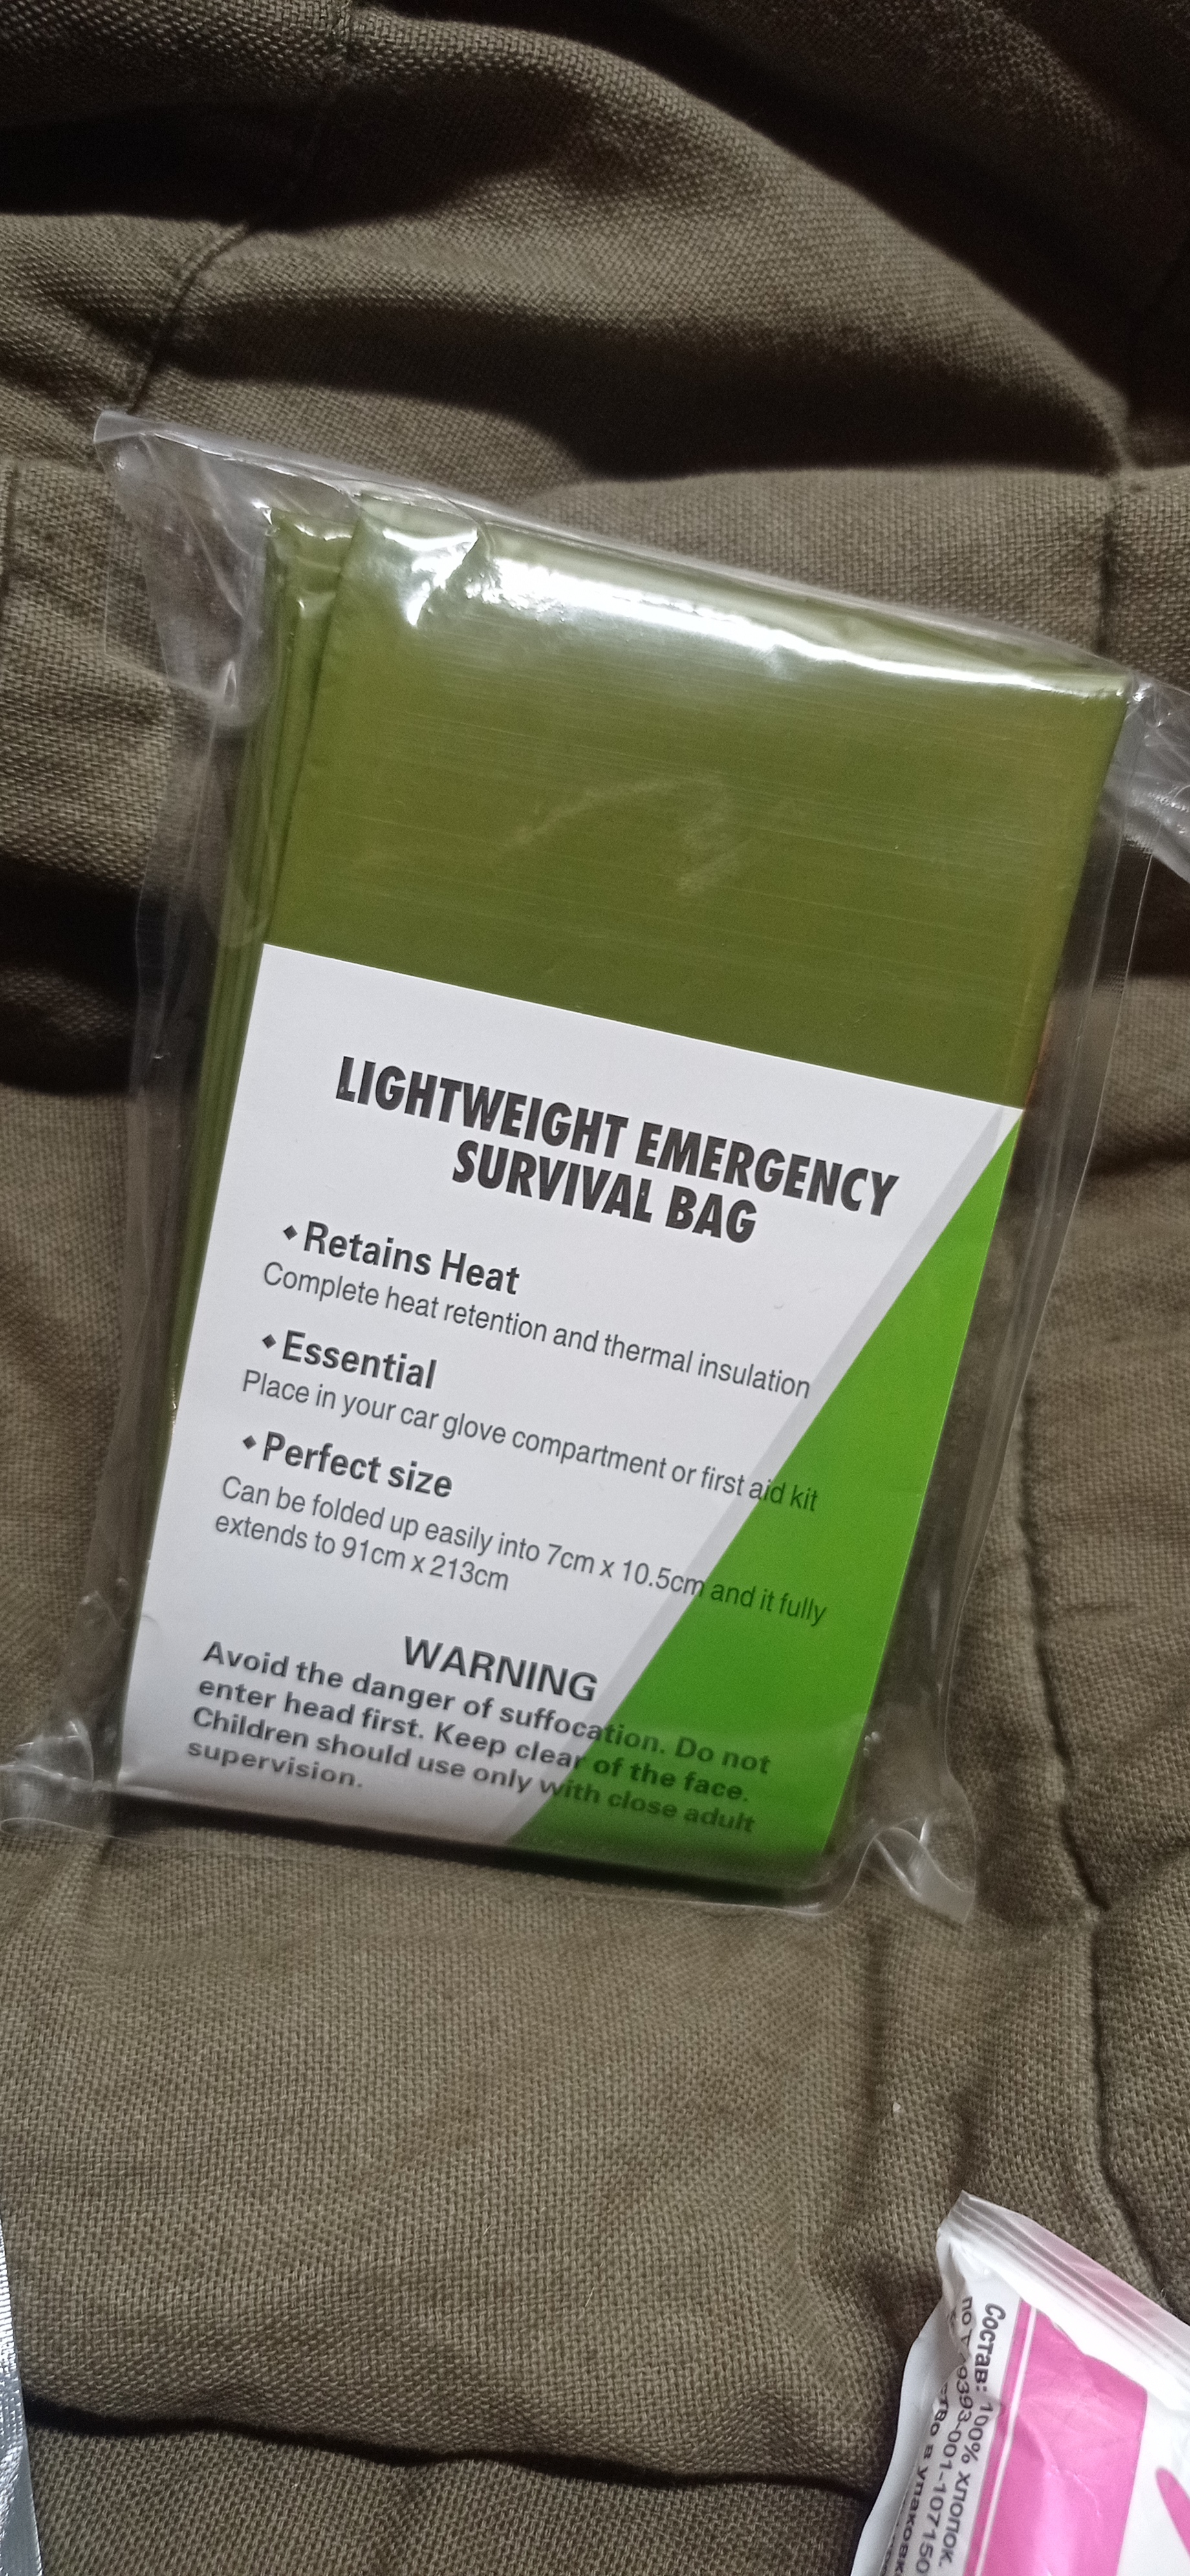 LIGHTWEIGHT EMERGENCY
SURVIVAL BAG
◆Retains Heat
Complete heat retention and thermal insulation
◆Essential
Place in your car glove compartment or first aid kit
◆Perfect size
Can be folded up easily into 7cm x 10.5cm and it fully
extends to 91cm x 213cm
WARNING
Avoid the danger of suffocation. Do not
enter head first. Keep clear of the face.
Children should use only with close adult
supervision.
Состав: 100% хлопок.
9393-001-107150